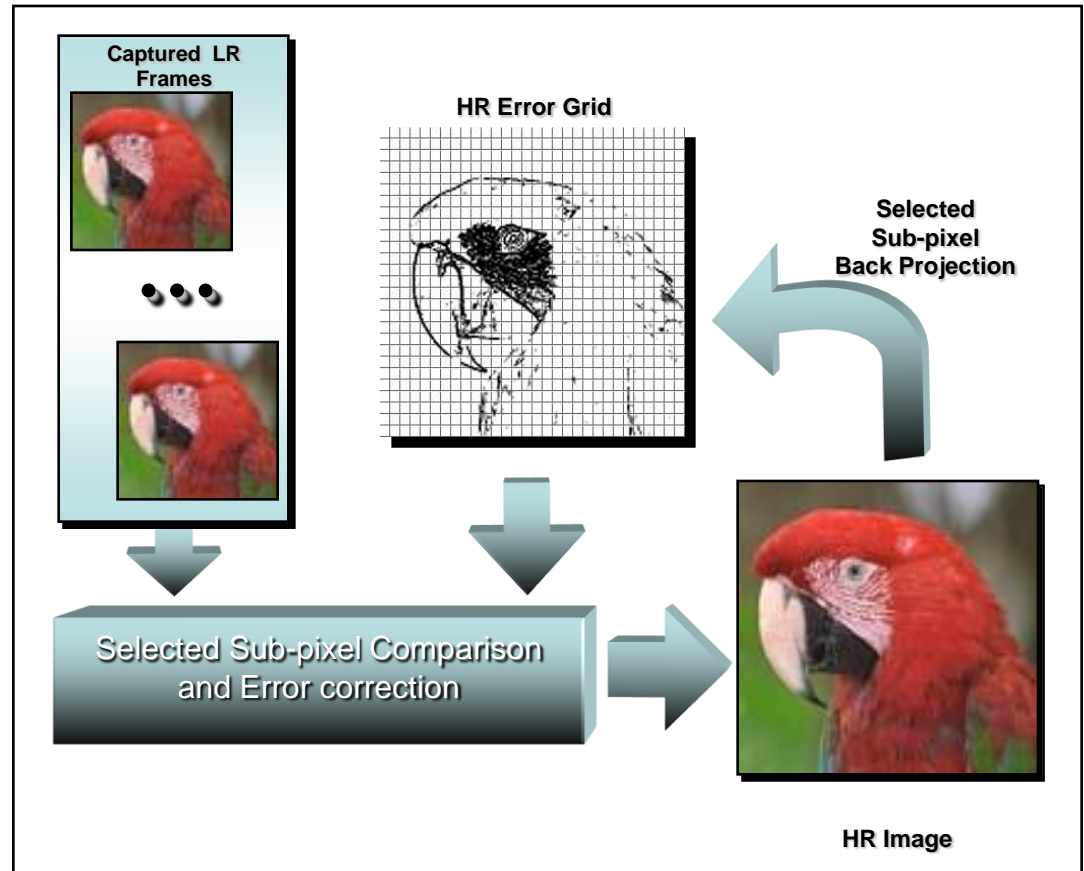 Captured LR
Frames
HR Error Grid
Selected
Sub-pixel
Back Projection
Selected Sub-pixel Comparison
and Error correction
HR Image